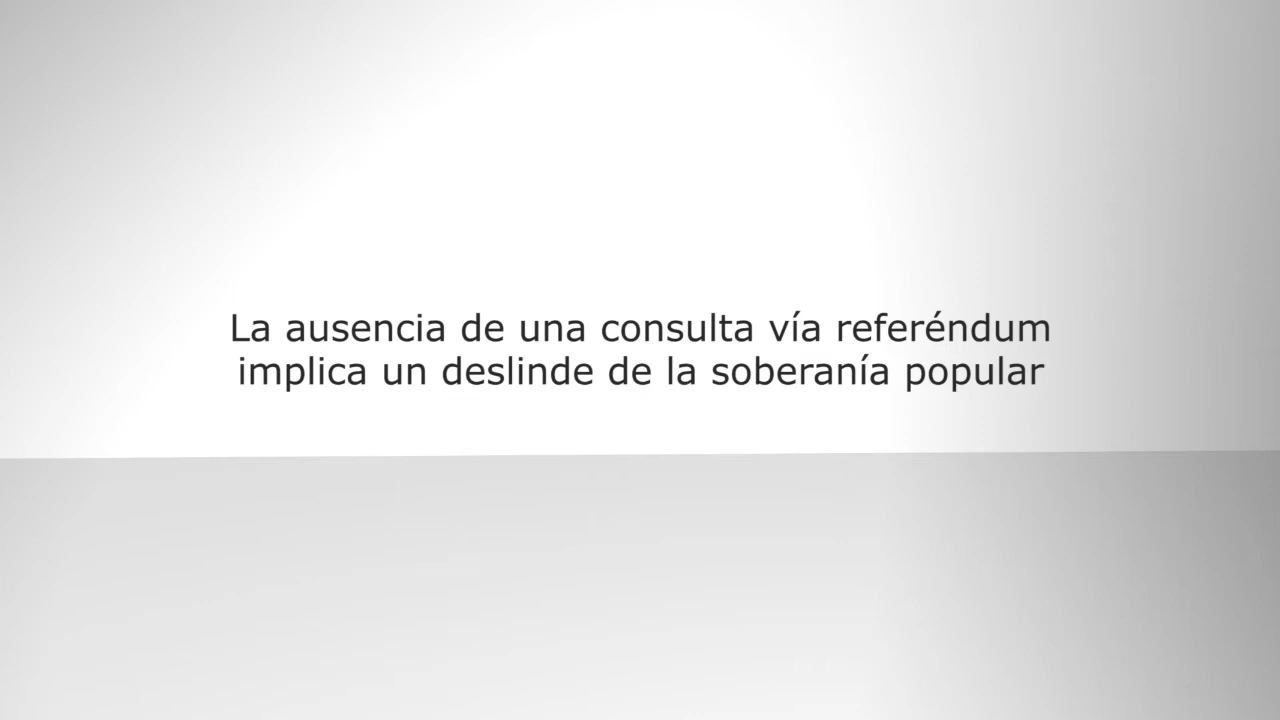 La ausencia de una consulta vía referéndum
implica un deslinde de la soberanía popular